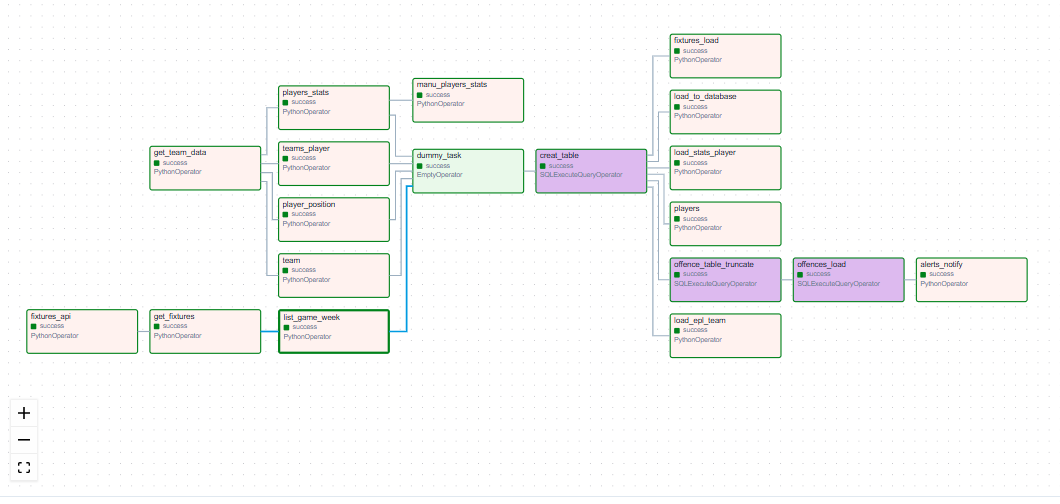 fixtures_load
success
PythonOperator
players_stats
success
PythonOperator
manu_players_stats
success
PythonOperator
load_to_database
success
PythonOperator
get_team_data
success
PythonOperator
teams_player
success
PythonOperator
dummy_task
success
EmptyOperator
creat_table
success
SQLExecuteQueryOperator
load_stats_player
success
PythonOperator
player_position
success
PythonOperator
players
success
PythonOperator
team
success
PythonOperator
offence_table_truncate
success
SQLExecuteQueryOperator
offences_load
success
SQLExecuteQueryOperator
alerts_notify
success
PythonOperator
fixtures_api
success
PythonOperator
get_fixtures
success
PythonOperator
list_game_week
success
PythonOperator
load_epl_team
success
PythonOperator